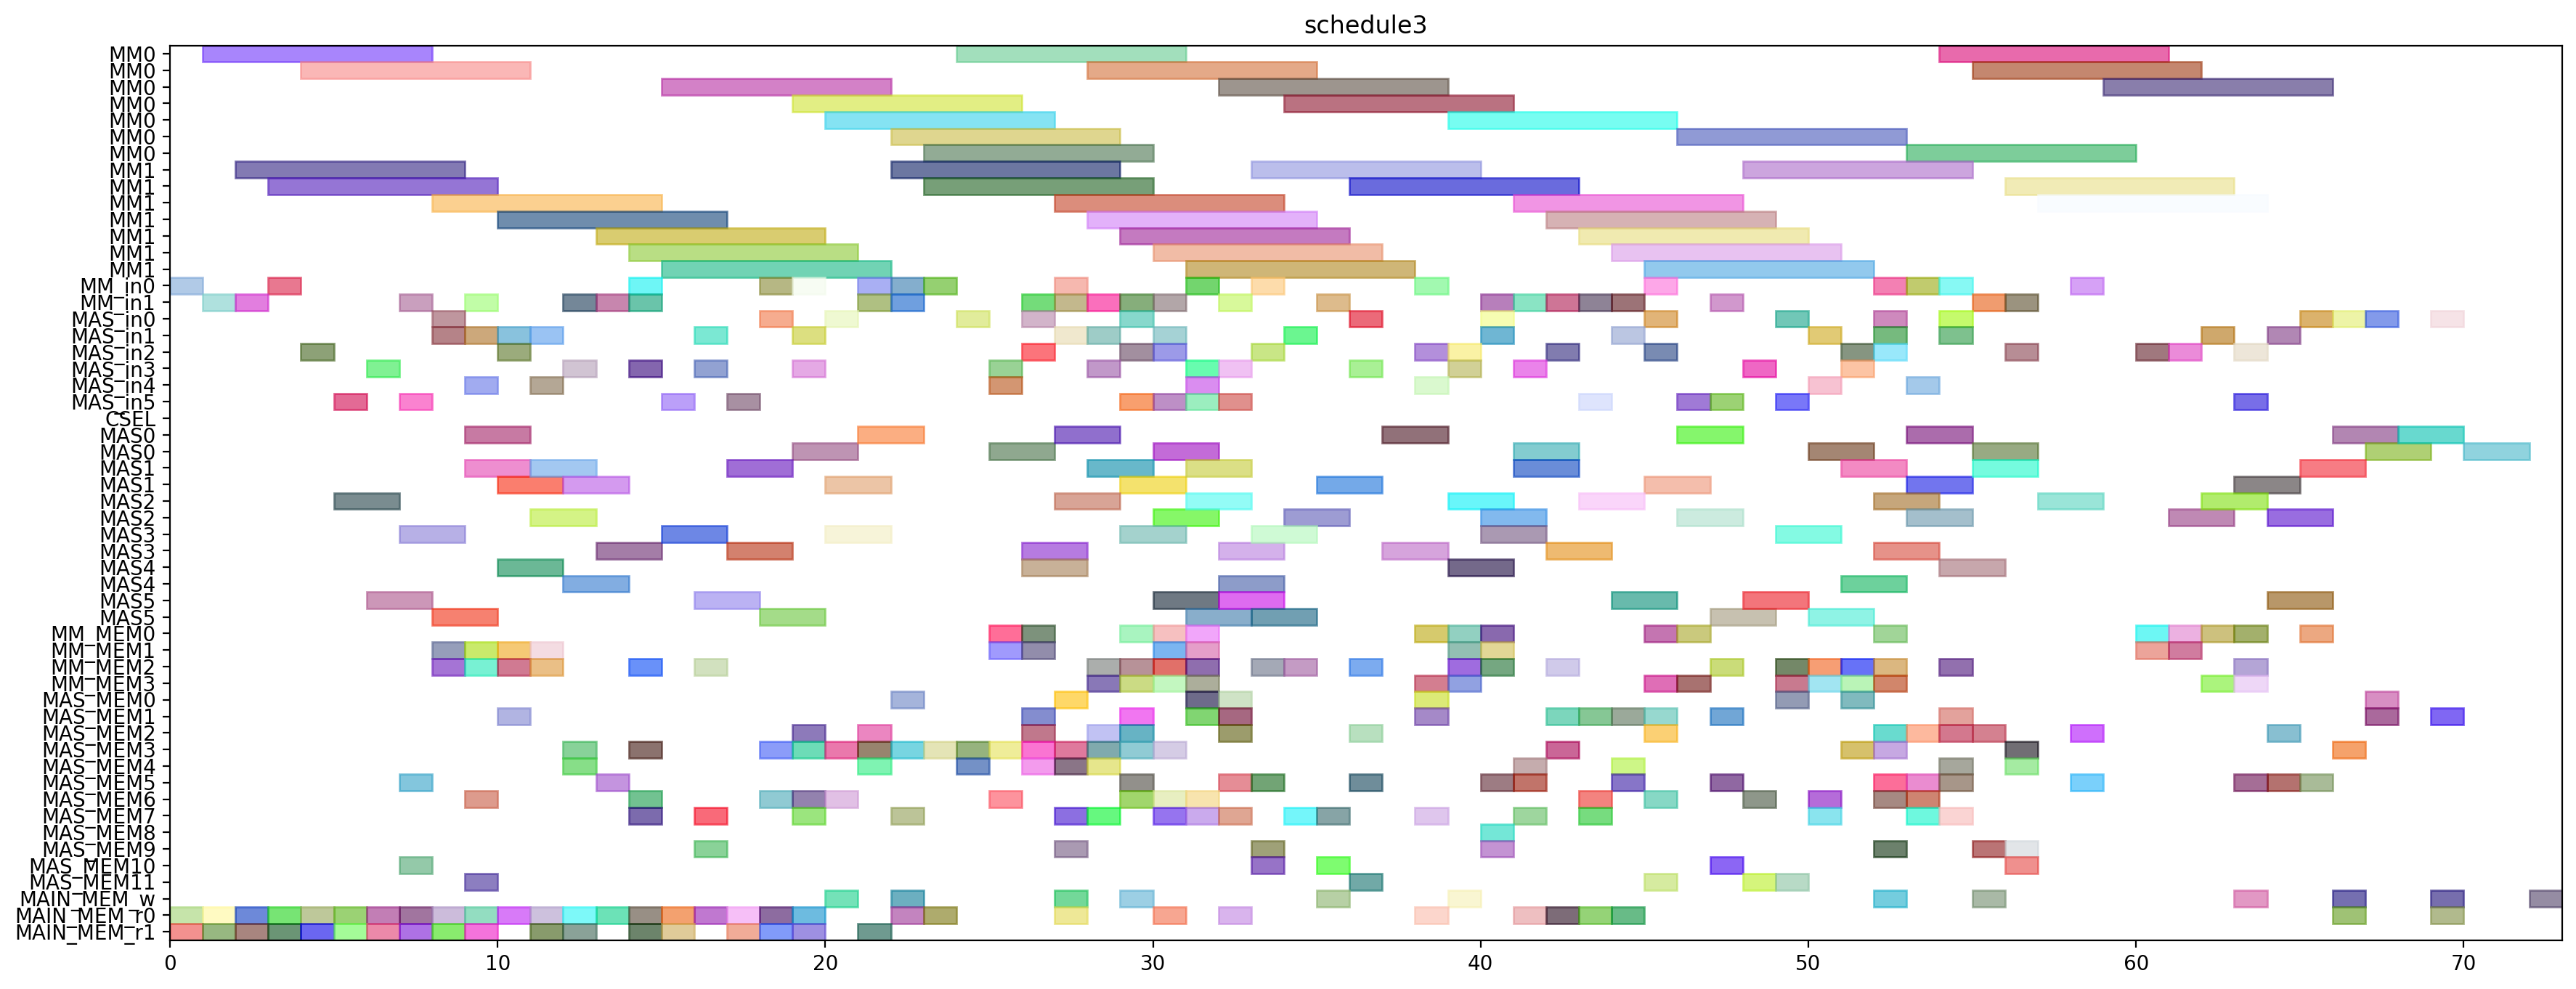 schedule3
MM0
MM0
MM0
MM0
MM0
MM0
MM0
MM1
MM1
MM1
MM1
MM1
MM1
MM1
MM_in0
MM_in1
MAS_in0
MAS_in1
MAS_in2
MAS_in3
MAS_in4
MAS_in5
CSEL
MAS0
MAS0
MAS1
MAS1
MAS2
MAS2
MAS3
MAS3
MAS4
MAS4
MAS5
MAS5
MM_MEM0
MM_MEM1
MM_MEM2
MM_MEM3
MAS_MEM0
MAS_MEM1
MAS_MEM2
MAS_MEM3
MAS_MEM4
MAS_MEM5
MAS_MEM6
MAS_MEM7
MAS_MEM8
MAS_MEM9
MAS_MEM10
MAS_MEM11
MAIN_MEM_w
MAIN_MEM_r0
MAIN_MEM_r1
0 10 20 30 40 50 60 70